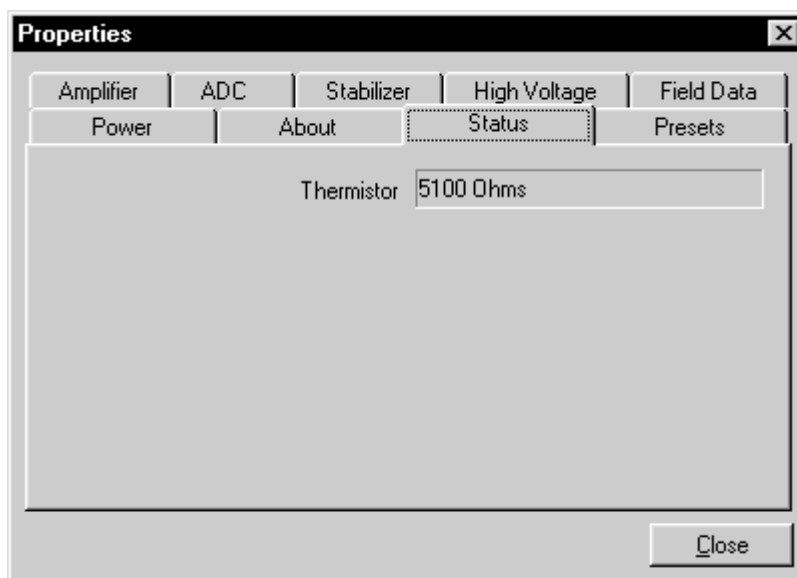 Properties
Amplifier ADC Stabilizer High Voltage Field Data
Power About Status Presets
Thermistor 5100 Ohms
Close